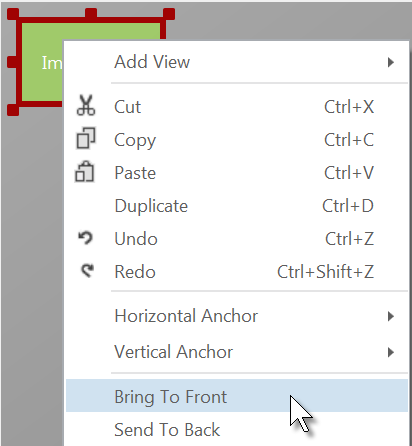 Im
Add View
Cut Ctrl+X
Copy Ctrl+C
Paste Ctrl+V
Duplicate Ctrl+D
Undo Ctrl+Z
Redo Ctrl+Shift+Z
Horizontal Anchor
Vertical Anchor
Bring To Front
Send To Back